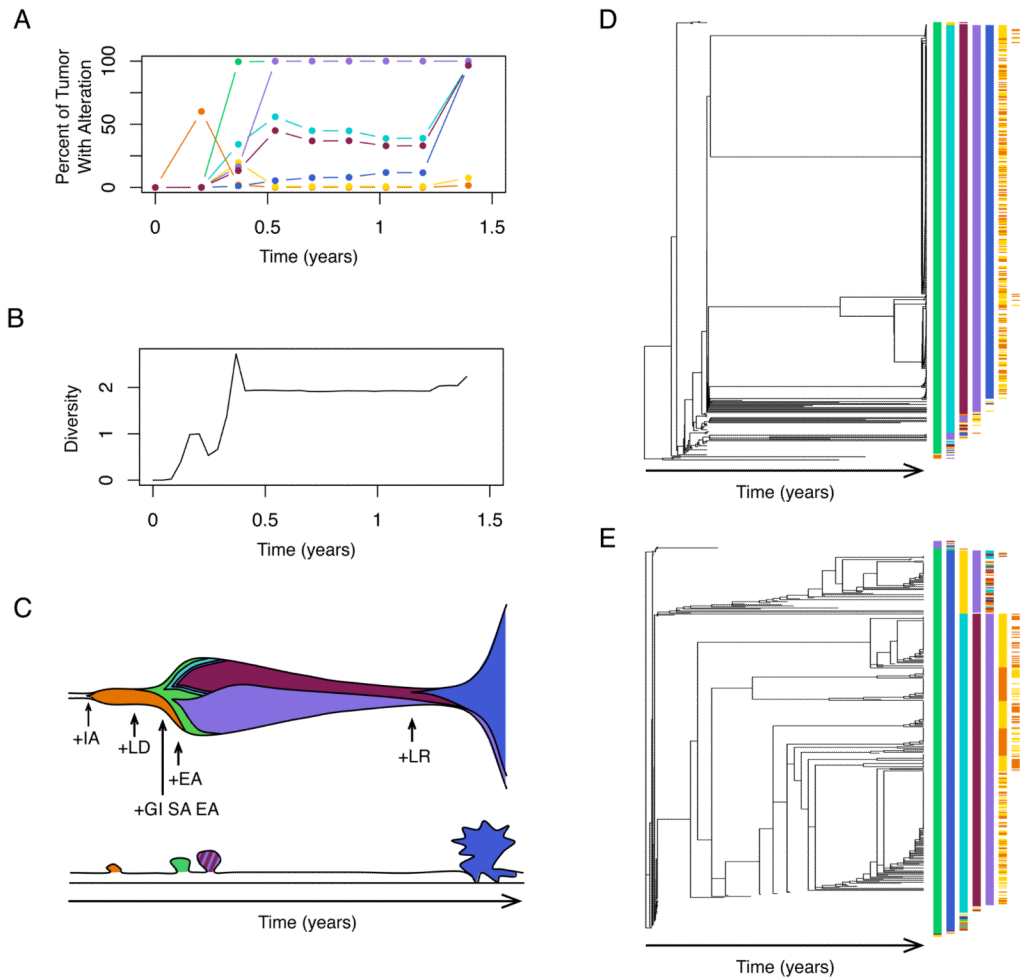 A
Percent of Tumor
With Alteration
100
50
0
0
0.5
1
1.5
Time (years)
B
Diversity
2
1
0
0
0.5
1
1.5
Time (years)
C
+IA
+LD
+EA
+GI SA EA
+LR
Time (years)
D
Time (years)
E
Time (years)